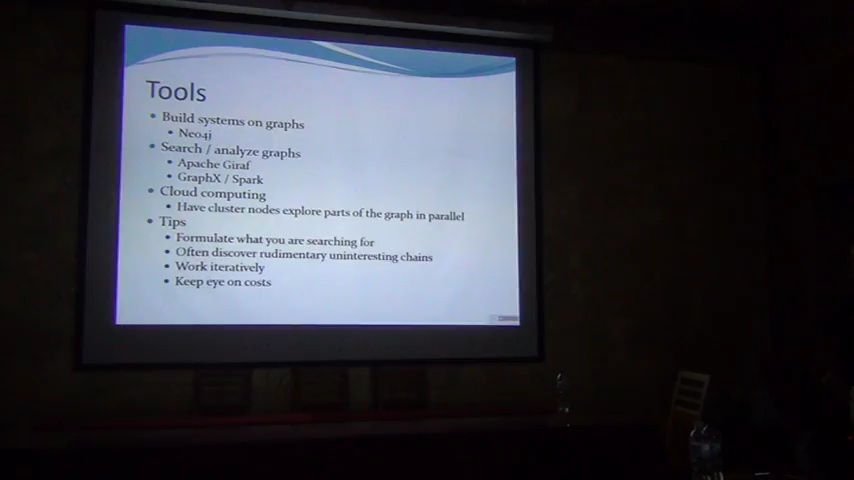 Tools
• Build systems on graphs
• Neo4j
• Search / analyze graphs
• Apache Giraf
• GraphX / Spark
• Cloud computing
• Have cluster nodes explore parts of the graph in parallel
• Tips
• Formulate what you are searching for
• Often discover rudimentary uninteresting chains
• Work iteratively
• Keep eye on costs